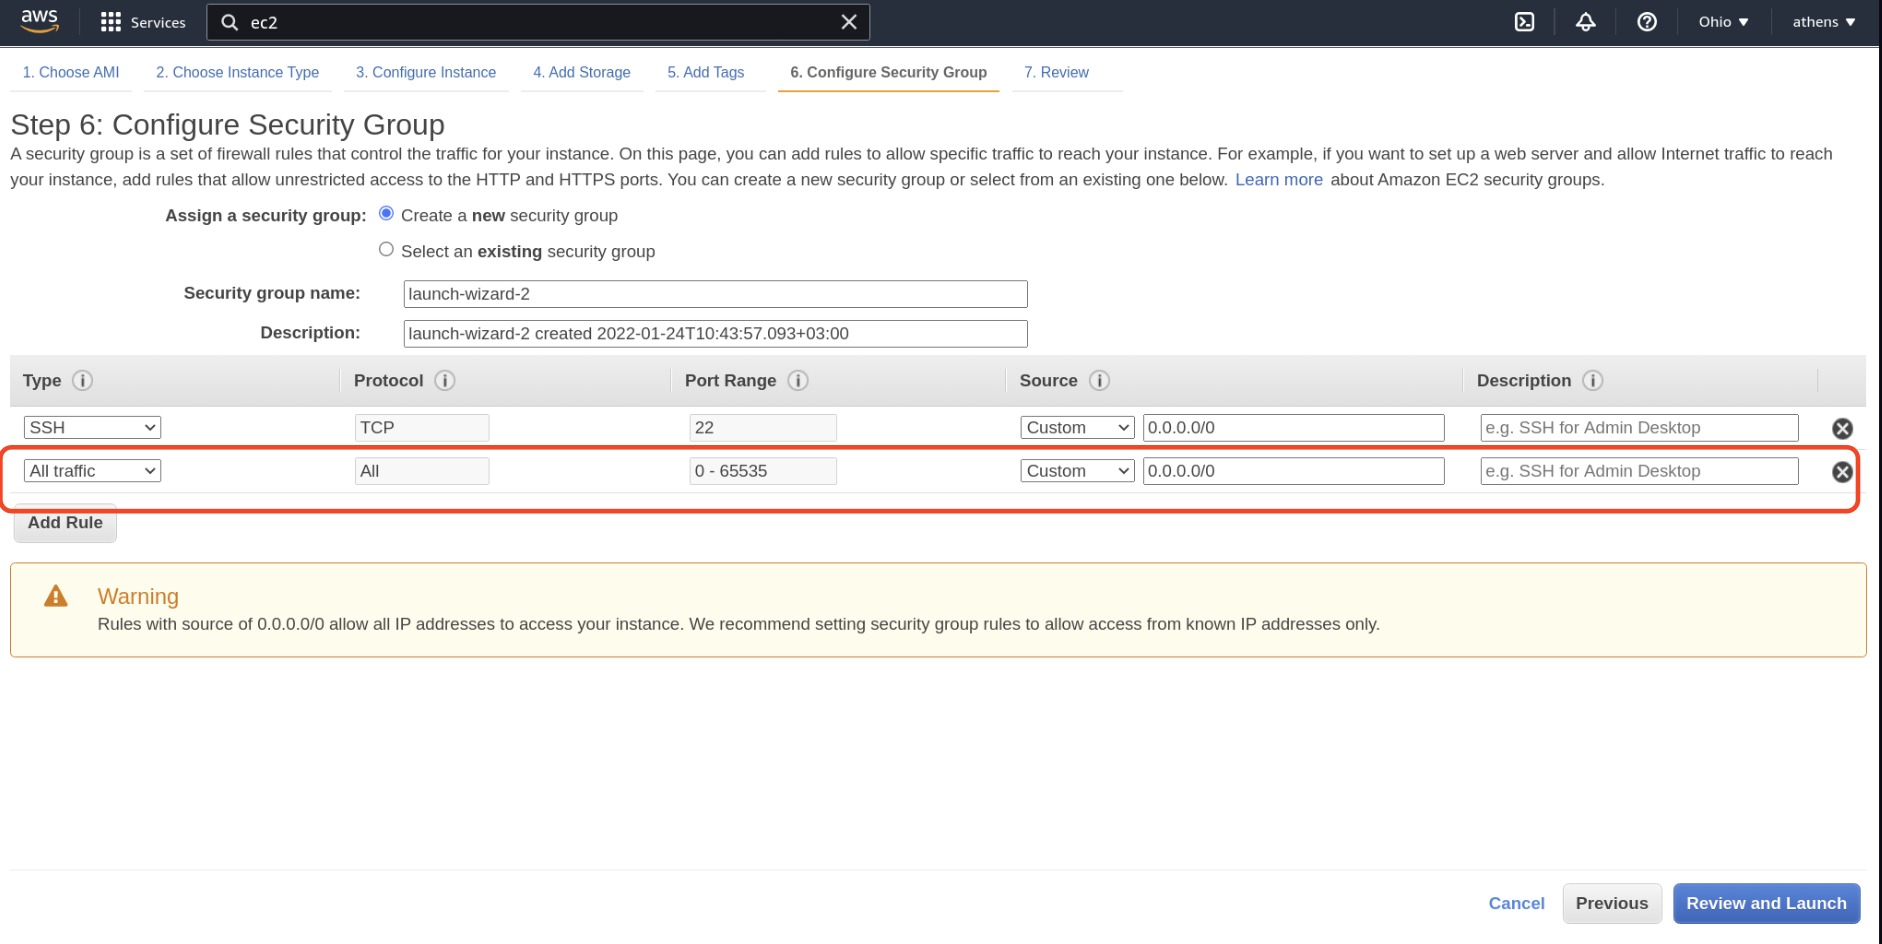 aws Services ec2 Ohio ▼ athens ▼
1. Choose AMI 2. Choose Instance Type 3. Configure Instance 4. Add Storage 5. Add Tags 6. Configure Security Group 7. Review
Step 6: Configure Security Group
A security group is a set of firewall rules that control the traffic for your instance. On this page, you can add rules to allow specific traffic to reach your instance. For example, if you want to set up a web server and allow Internet traffic to reach
your instance, add rules that allow unrestricted access to the HTTP and HTTPS ports. You can create a new security group or select from an existing one below. Learn more about Amazon EC2 security groups.
Assign a security group: Create a new security group
Select an existing security group
Security group name: launch-wizard-2
Description: launch-wizard-2 created 2022-01-24T10:43:57.093+03:00
Type i Protocol i Port Range i Source i Description i
SSH TCP 22 Custom 0.0.0.0/0 e.g. SSH for Admin Desktop
All traffic All 0 - 65535 Custom 0.0.0.0/0 e.g. SSH for Admin Desktop
Add Rule
Warning
Rules with source of 0.0.0.0/0 allow all IP addresses to access your instance. We recommend setting security group rules to allow access from known IP addresses only.
Cancel Previous Review and Launch